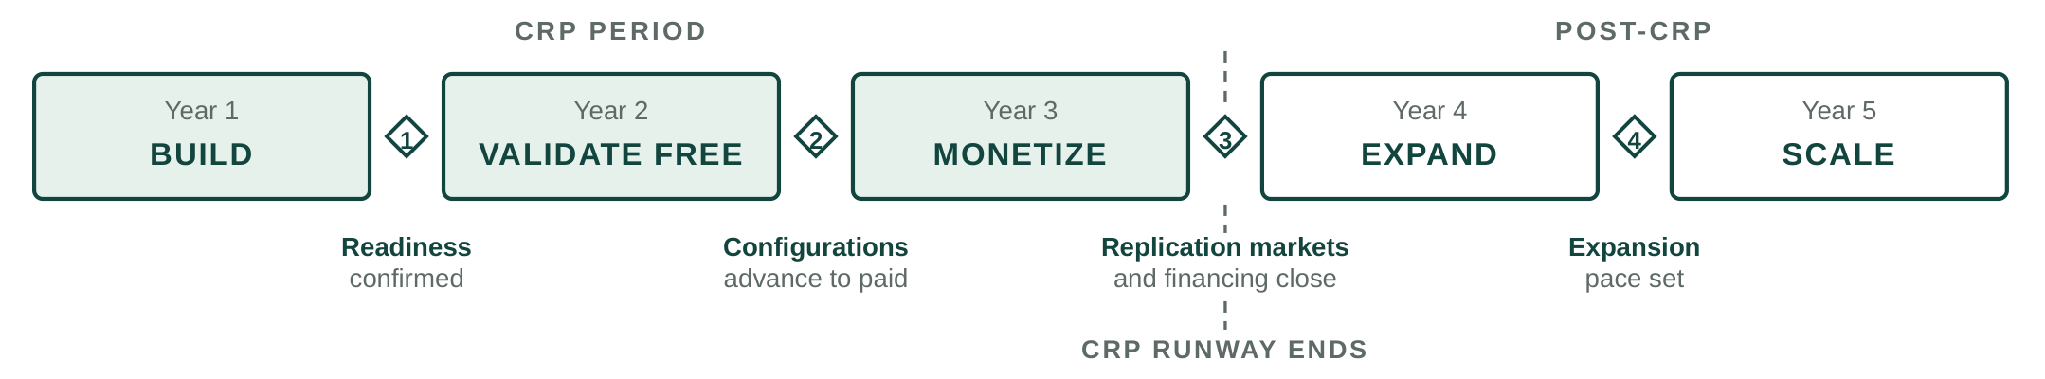 CRP PERIOD
POST-CRP
Year 1
BUILD
1
Year 2
VALIDATE FREE
2
Year 3
MONETIZE
3
Year 4
EXPAND
4
Year 5
SCALE
Readiness
confirmed
Configurations
advance to paid
Replication markets
and financing close
Expansion
pace set
CRP RUNWAY ENDS